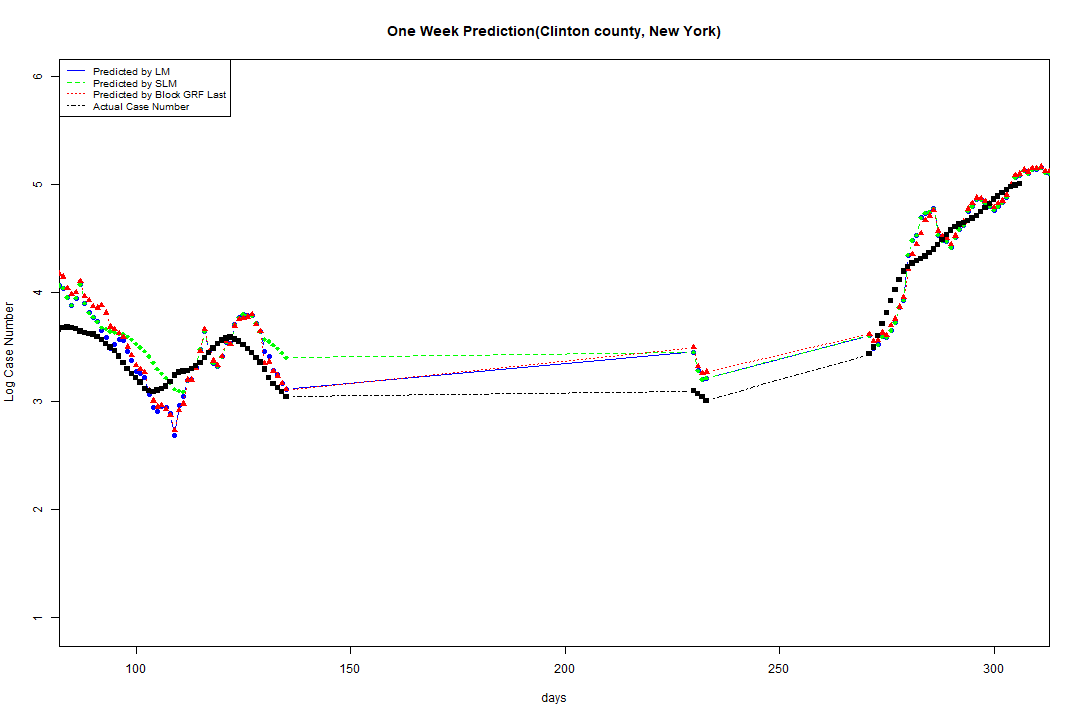 One Week Prediction(Clinton county, New York)
Predicted by LM
Predicted by SLM
Predicted by Block GRF Last
Actual Case Number
6
5
4
3
2
1
Log Case Number
100
150
200
250
300
days